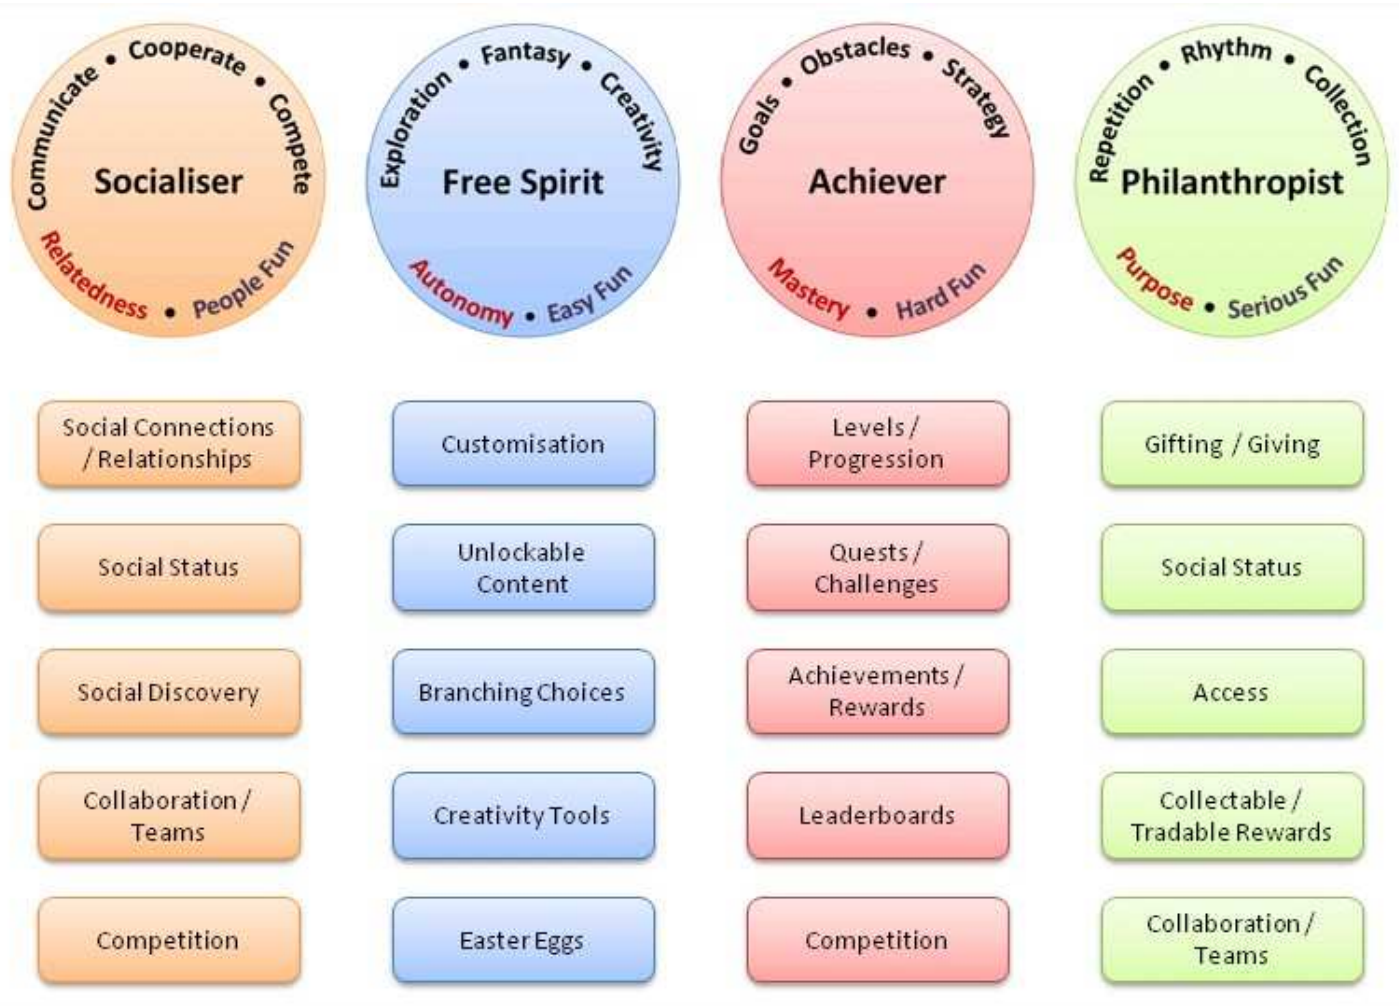 Communicate • Cooperate • Compete
Socialiser
Relatedness • People Fun
Exploration • Fantasy • Creativity
Free Spirit
Autonomy • Easy Fun
Goals • Obstacles • Strategy
Achiever
Mastery • Hard Fun
Repetition • Rhythm • Collection
Philanthropist
Purpose • Serious Fun
Social Connections
/ Relationships
Customisation
Levels /
Progression
Gifting / Giving
Social Status
Unlockable
Content
Quests /
Challenges
Social Status
Social Discovery
Branching Choices
Achievements /
Rewards
Access
Collaboration /
Teams
Creativity Tools
Leaderboards
Collectable /
Tradable Rewards
Competition
Easter Eggs
Competition
Collaboration /
Teams